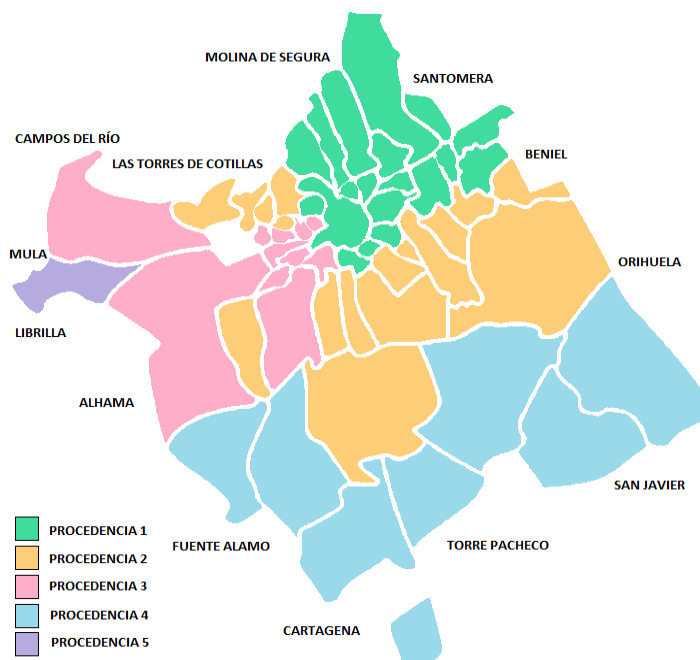 MOLINA DE SEGURA
SANTOMERA
CAMPOS DEL RÍO
LAS TORRES DE COTILLAS
BENIEL
MULA
ORIHUELA
LIBRILLA
ALHAMA
SAN JAVIER
PROCEDENCIA 1
PROCEDENCIA 2
PROCEDENCIA 3
PROCEDENCIA 4
PROCEDENCIA 5
FUENTE ALAMO
TORRE PACHECO
CARTAGENA